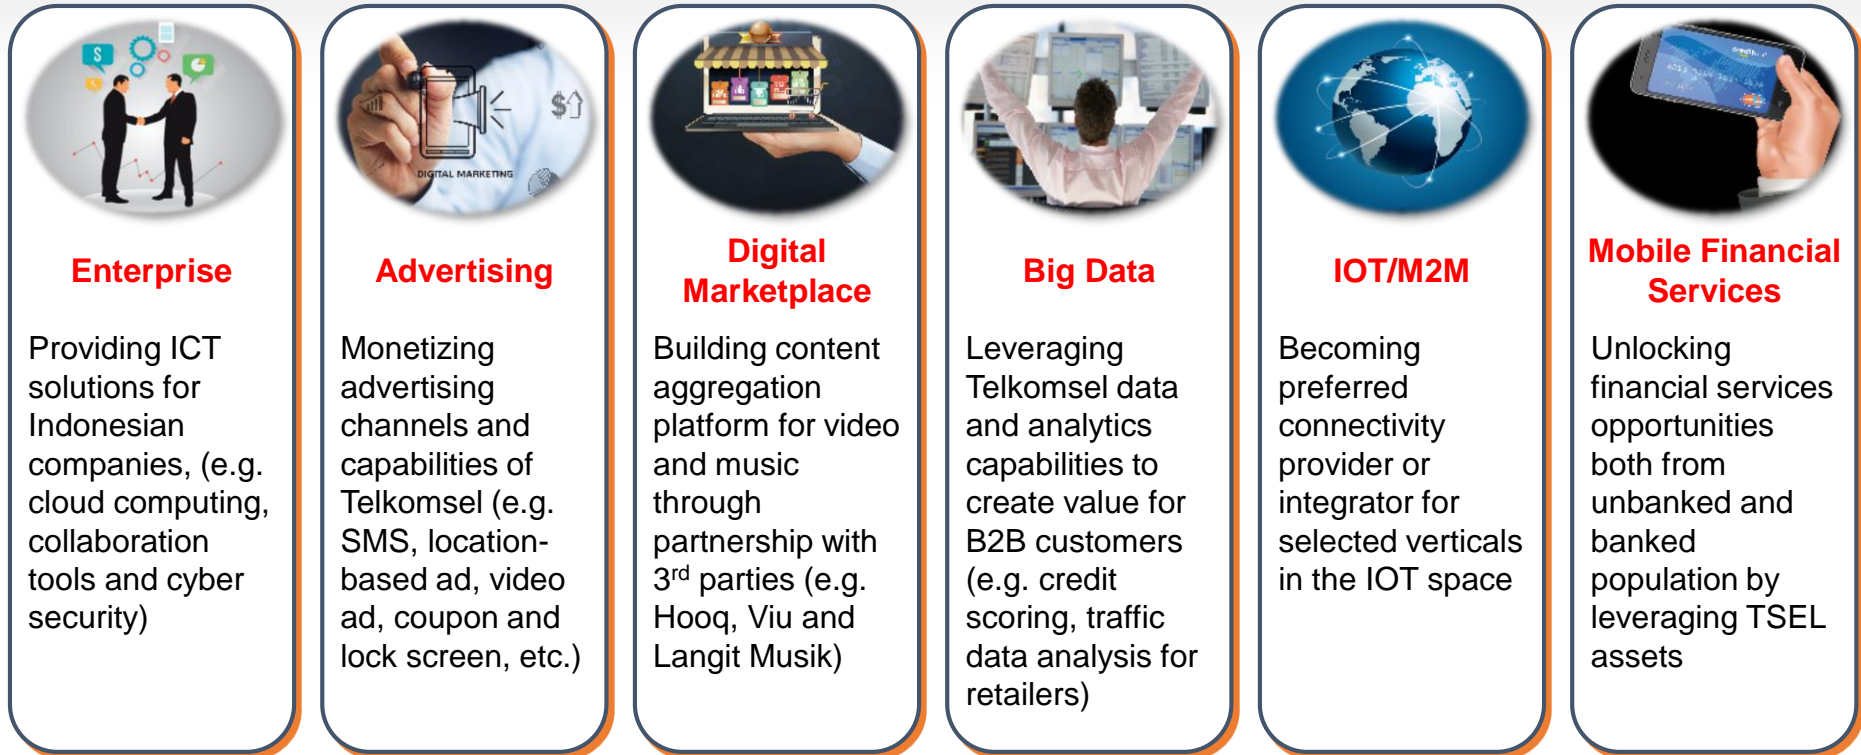 DIGITAL MARKETING
Enterprise
Providing ICT
solutions for
Indonesian
companies, (e.g.
cloud computing,
collaboration
tools and cyber
security)
Advertising
Monetizing
advertising
channels and
capabilities of
Telkomsel (e.g.
SMS, location-
based ad, video
ad, coupon and
lock screen, etc.)
Digital
Marketplace
Building content
aggregation
platform for video
and music
through
partnership with
3rd parties (e.g.
Hooq, Viu and
Langit Musik)
Big Data
Leveraging
Telkomsel data
and analytics
capabilities to
create value for
B2B customers
(e.g. credit
scoring, traffic
data analysis for
retailers)
IOT/M2M
Becoming
preferred
connectivity
provider or
integrator for
selected verticals
in the IOT space
Mobile Financial
Services
Unlocking
financial services
opportunities
both from
unbanked and
banked
population by
leveraging TSEL
assets